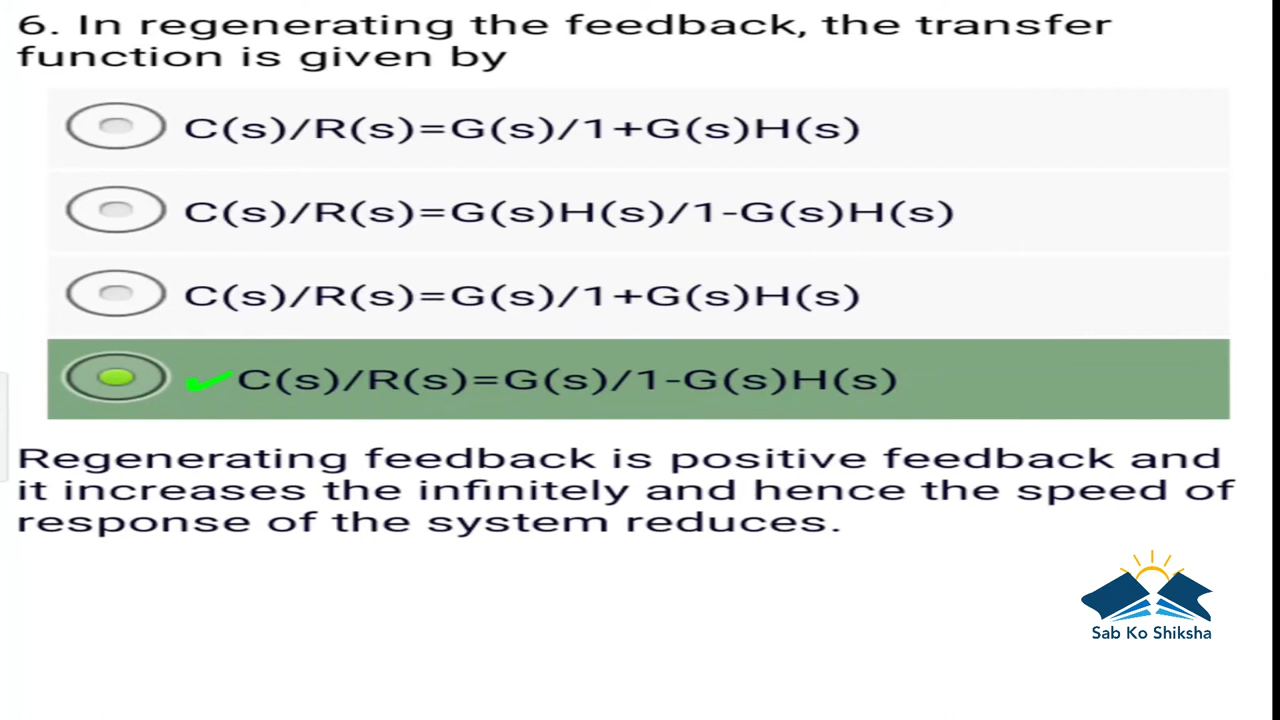 6. In regenerating the feedback, the transfer
function is given by
C(s)/R(s)=G(s)/1+G(s)H(s)
C(s)/R(s)=G(s)H(s)/1-G(s)H(s)
C(s)/R(s)=G(s)/1+G(s)H(s)
C(s)/R(s)=G(s)/1-G(s)H(s)
Regenerating feedback is positive feedback and
it increases the infinitely and hence the speed of
response of the system reduces.
Sab Ko Shiksha